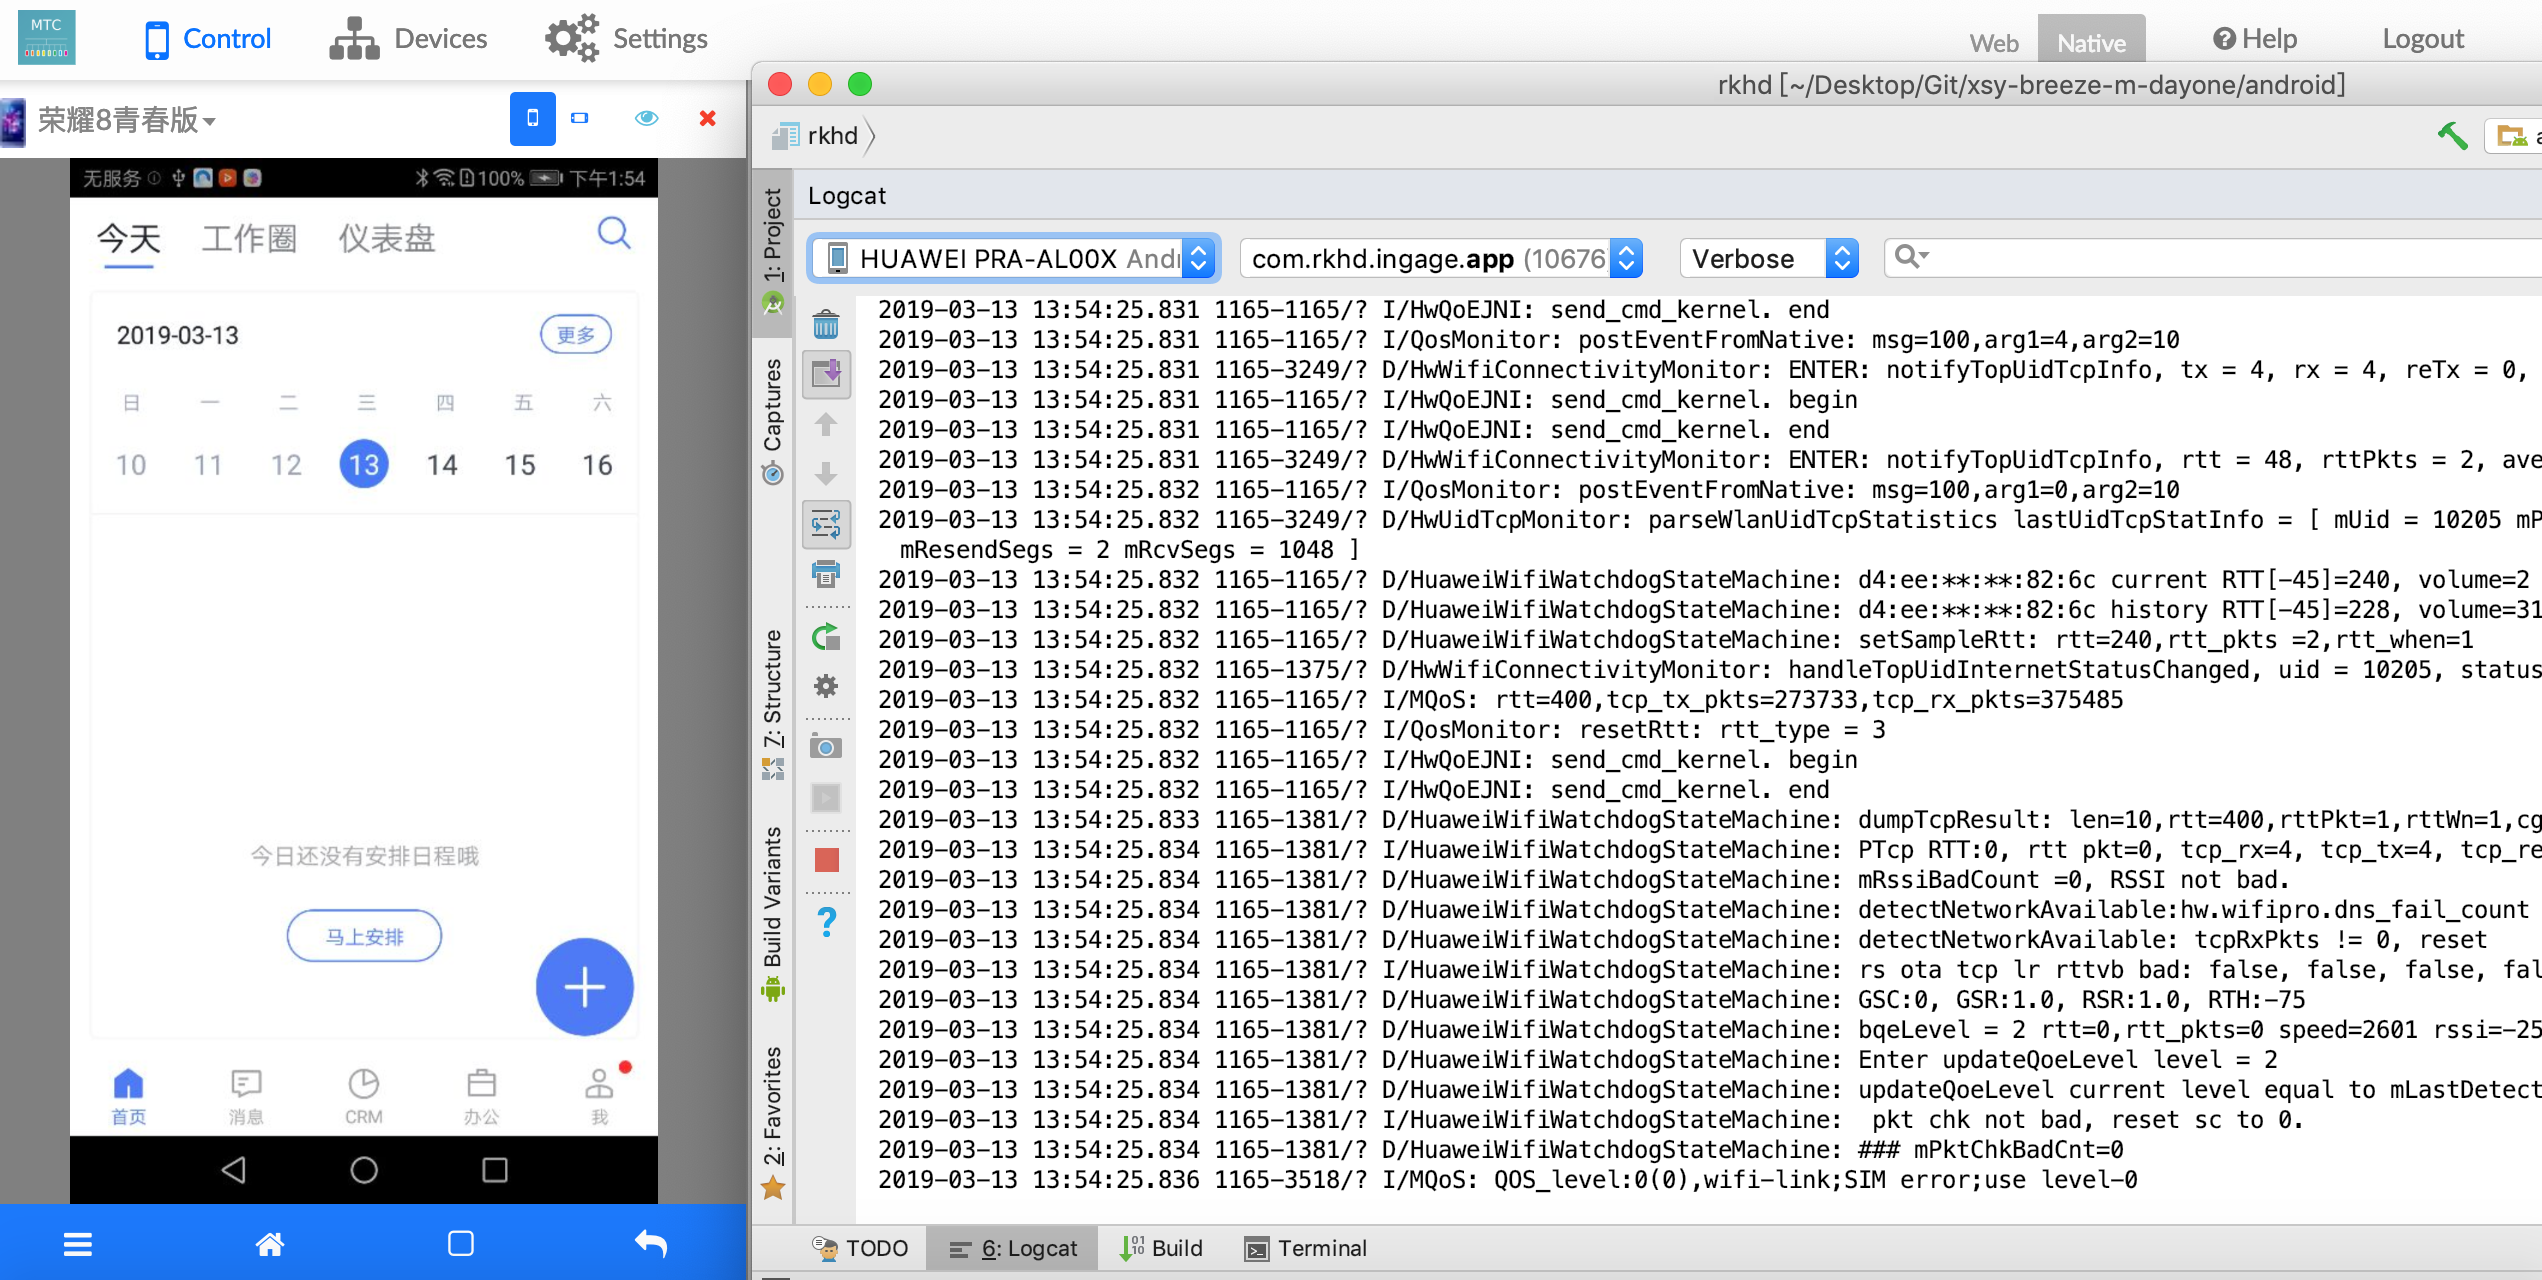 MTC
Control
Devices
Settings
Web
Native
Help
Logout
荣耀8青春版
无服务
100%
下午1:54
今天
工作圈
仪表盘
2019-03-13
更多
日 一 二 三 四 五 六
10 11 12 13 14 15 16
今日还没有安排日程哦
马上安排
首页
消息
CRM
办公
我
rkhd [~/Desktop/Git/xsy-breeze-m-dayone/android]
rkhd
1: Project
Captures
7: Structure
Build Variants
2: Favorites
Logcat
HUAWEI PRA-AL00X
com.rkhd.ingage.app (10676
Verbose
2019-03-13 13:54:25.831 1165-1165/? I/HwQoEJNI: send_cmd_kernel. end
2019-03-13 13:54:25.831 1165-1165/? I/QosMonitor: postEventFromNative: msg=100,arg1=4,arg2=10
2019-03-13 13:54:25.831 1165-3249/? D/HwWifiConnectivityMonitor: ENTER: notifyTopUidTcpInfo, tx = 4, rx = 4, reTx = 0,
2019-03-13 13:54:25.831 1165-1165/? I/HwQoEJNI: send_cmd_kernel. begin
2019-03-13 13:54:25.831 1165-1165/? I/HwQoEJNI: send_cmd_kernel. end
2019-03-13 13:54:25.831 1165-3249/? D/HwWifiConnectivityMonitor: ENTER: notifyTopUidTcpInfo, rtt = 48, rttPkts = 2, ave
2019-03-13 13:54:25.832 1165-1165/? I/QosMonitor: postEventFromNative: msg=100,arg1=0,arg2=10
2019-03-13 13:54:25.832 1165-3249/? D/HwUidTcpMonitor: parseWlanUidTcpStatistics lastUidTcpStatInfo = [ mUid = 10205 mP
mResendSegs = 2 mRcvSegs = 1048 ]
2019-03-13 13:54:25.832 1165-1165/? D/HuaweiWifiWatchdogStateMachine: d4:ee:**:**:82:6c current RTT[-45]=240, volume=2
2019-03-13 13:54:25.832 1165-1165/? D/HuaweiWifiWatchdogStateMachine: d4:ee:**:**:82:6c history RTT[-45]=228, volume=31
2019-03-13 13:54:25.832 1165-1165/? D/HuaweiWifiWatchdogStateMachine: setSampleRtt: rtt=240,rtt_pkts =2,rtt_when=1
2019-03-13 13:54:25.832 1165-1375/? D/HwWifiConnectivityMonitor: handleTopUidInternetStatusChanged, uid = 10205, status
2019-03-13 13:54:25.832 1165-1165/? I/MQoS: rtt=400,tcp_tx_pkts=273733,tcp_rx_pkts=375485
2019-03-13 13:54:25.832 1165-1165/? I/QosMonitor: resetRtt: rtt_type = 3
2019-03-13 13:54:25.832 1165-1165/? I/HwQoEJNI: send_cmd_kernel. begin
2019-03-13 13:54:25.832 1165-1165/? I/HwQoEJNI: send_cmd_kernel. end
2019-03-13 13:54:25.833 1165-1381/? D/HuaweiWifiWatchdogStateMachine: dumpTcpResult: len=10,rtt=400,rttPkt=1,rttWn=1,cg
2019-03-13 13:54:25.834 1165-1381/? I/HuaweiWifiWatchdogStateMachine: PTcp RTT:0, rtt pkt=0, tcp_rx=4, tcp_tx=4, tcp_re
2019-03-13 13:54:25.834 1165-1381/? D/HuaweiWifiWatchdogStateMachine: mRssiBadCount =0, RSSI not bad.
2019-03-13 13:54:25.834 1165-1381/? D/HuaweiWifiWatchdogStateMachine: detectNetworkAvailable:hw.wifipro.dns_fail_count
2019-03-13 13:54:25.834 1165-1381/? D/HuaweiWifiWatchdogStateMachine: detectNetworkAvailable: tcpRxPkts != 0, reset
2019-03-13 13:54:25.834 1165-1381/? I/HuaweiWifiWatchdogStateMachine: rs ota tcp lr rttvb bad: false, false, false, fal
2019-03-13 13:54:25.834 1165-1381/? D/HuaweiWifiWatchdogStateMachine: GSC:0, GSR:1.0, RSR:1.0, RTH:-75
2019-03-13 13:54:25.834 1165-1381/? D/HuaweiWifiWatchdogStateMachine: bqeLevel = 2 rtt=0,rtt_pkts=0 speed=2601 rssi=-25
2019-03-13 13:54:25.834 1165-1381/? D/HuaweiWifiWatchdogStateMachine: Enter updateQoeLevel level = 2
2019-03-13 13:54:25.834 1165-1381/? D/HuaweiWifiWatchdogStateMachine: updateQoeLevel current level equal to mLastDetect
2019-03-13 13:54:25.834 1165-1381/? I/HuaweiWifiWatchdogStateMachine:  pkt chk not bad, reset sc to 0.
2019-03-13 13:54:25.834 1165-1381/? D/HuaweiWifiWatchdogStateMachine: ### mPktChkBadCnt=0
2019-03-13 13:54:25.836 1165-3518/? I/MQoS: QOS_level:0(0),wifi-link;SIM error;use level-0
TODO
6: Logcat
Build
Terminal